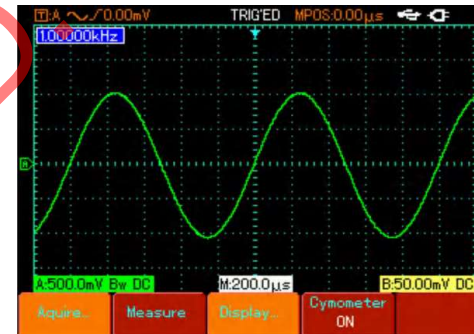 T:A 0.00mV TRIG'ED MPOS:0.00µs
1.00000kHz
A
A:500.0mV Bw DC M:200.0µs B:50.00mV DC
Aquire... Measure Display... Cymometer
ON